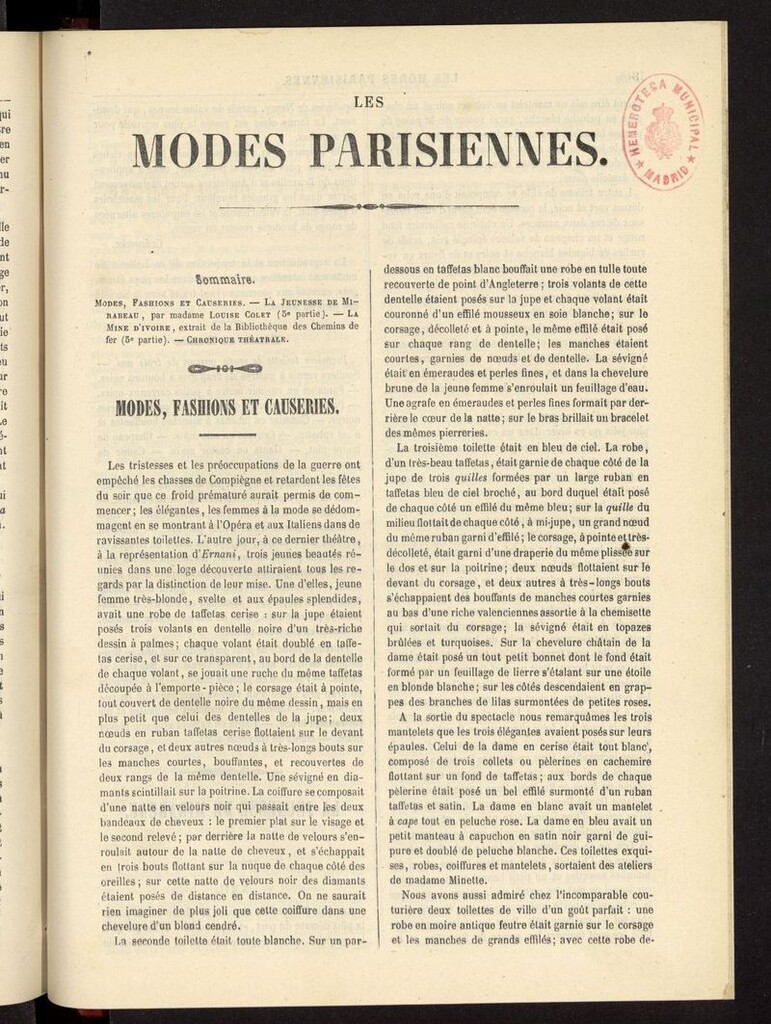 LES
MODES PARISIENNES.
HEMEROTECA MUNICIPAL
★ MADRID ★
Sommaire.
MODES, FASHIONS ET CAUSERIES. — LA JEUNESSE DE MI-
RABEAU, par madame LOUISE COLET (5e partie). — LA
MINE D'IVOIRE, extrait de la Bibliothèque des Chemins de
fer (5e partie). — CHRONIQUE THÉATRALE.
MODES, FASHIONS ET CAUSERIES.
Les tristesses et les préoccupations de la guerre ont
empêché les chasses de Compiègne et retardent les fêtes
du soir que ce froid prématuré aurait permis de com-
mencer; les élégantes, les femmes à la mode se dédom-
magent en se montrant à l'Opéra et aux Italiens dans de
ravissantes toilettes. L'autre jour, à ce dernier théâtre,
à la représentation d'Ernani, trois jeunes beautés ré-
unies dans une loge découverte attiraient tous les re-
gards par la distinction de leur mise. Une d'elles, jeune
femme très-blonde, svelte et aux épaules splendides,
avait une robe de taffetas cerise : sur la jupe étaient
posés trois volants en dentelle noire d'un très-riche
dessin à palmes; chaque volant était doublé en taffe-
tas cerise, et sur ce transparent, au bord de la dentelle
de chaque volant, se jouait une ruche du même taffetas
découpée à l'emporte-pièce; le corsage était à pointe,
tout couvert de dentelle noire du même dessin, mais en
plus petit que celui des dentelles de la jupe; deux
nœuds en ruban taffetas cerise flottaient sur le devant
du corsage, et deux autres nœuds à très-longs bouts sur
les manches courtes, bouffantes, et recouvertes de
deux rangs de la même dentelle. Une sévigné en dia-
mants scintillait sur la poitrine. La coiffure se composait
d'une natte en velours noir qui passait entre les deux
bandeaux de cheveux : le premier plat sur le visage et
le second relevé; par derrière la natte de velours s'en-
roulait autour de la natte de cheveux, et s'échappait
en trois bouts flottant sur la nuque de chaque côté des
oreilles; sur cette natte de velours noir des diamants
étaient posés de distance en distance. On ne saurait
rien imaginer de plus joli que cette coiffure dans une
chevelure d'un blond cendré.
La seconde toilette était toute blanche. Sur un par-
dessous en taffetas blanc bouffait une robe en tulle toute
recouverte de point d'Angleterre; trois volants de cette
dentelle étaient posés sur la jupe et chaque volant était
couronné d'un effilé mousseux en soie blanche; sur le
corsage, décolleté et à pointe, le même effilé était posé
sur chaque rang de dentelle; les manches étaient
courtes, garnies de nœuds et de dentelle. La sévigné
était en émeraudes et perles fines, et dans la chevelure
brune de la jeune femme s'enroulait un feuillage d'eau.
Une agrafe en émeraudes et perles fines formait par der-
rière le cœur de la natte; sur le bras brillait un bracelet
des mêmes pierreries.
La troisième toilette était en bleu de ciel. La robe,
d'un très-beau taffetas, était garnie de chaque côté de la
jupe de trois quilles formées par un large ruban en
taffetas bleu de ciel broché, au bord duquel était posé
de chaque côté un effilé du même bleu; sur la quille du
milieu flottait de chaque côté, à mi-jupe, un grand nœud
du même ruban garni d'effilé; le corsage, à pointe et très-
décolleté, était garni d'une draperie du même plissée sur
le dos et sur la poitrine; deux nœuds flottaient sur le
devant du corsage, et deux autres à très-longs bouts
s'échappaient des bouffants de manches courtes garnies
au bas d'une riche valenciennes assortie à la chemisette
qui sortait du corsage; la sévigné était en topazes
brûlées et turquoises. Sur la chevelure châtain de la
dame était posé un tout petit bonnet dont le fond était
formé par un feuillage de lierre s'étalant sur une étoile
en blonde blanche; sur les côtés descendaient en grap-
pes des branches de lilas surmontées de petites roses.
A la sortie du spectacle nous remarquâmes les trois
mantelets que les trois élégantes avaient posés sur leurs
épaules. Celui de la dame en cerise était tout blanc,
composé de trois collets ou pèlerines en cachemire
flottant sur un fond de taffetas; aux bords de chaque
pèlerine était posé un bel effilé surmonté d'un ruban
taffetas et satin. La dame en blanc avait un mantelet
à cape tout en peluche rose. La dame en bleu avait un
petit manteau à capuchon en satin noir garni de gui-
pure et doublé de peluche blanche. Ces toilettes exqui-
ses, robes, coiffures et mantelets, sortaient des ateliers
de madame Minette.
Nous avons aussi admiré chez l'incomparable cou-
turière deux toilettes de ville d'un goût parfait : une
robe en moire antique feutre était garnie sur le corsage
et les manches de grands effilés; avec cette robe de-